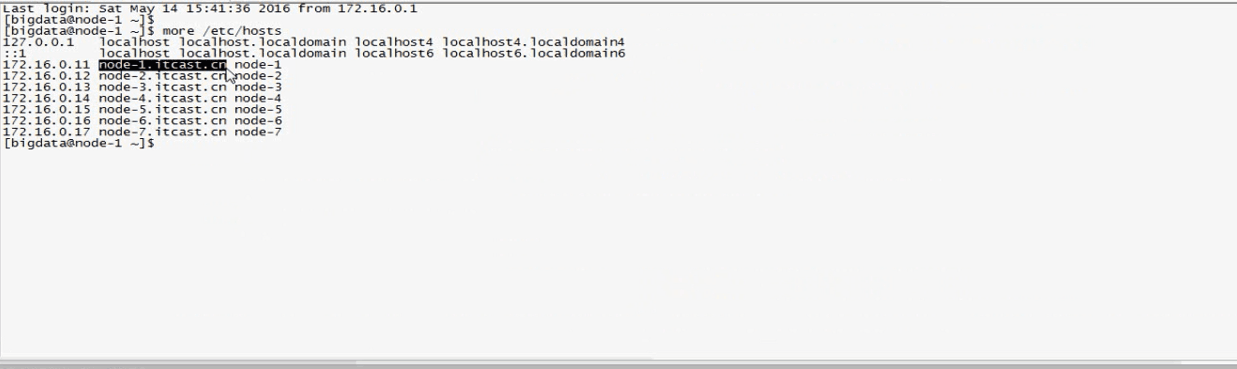 Last login: Sat May 14 15:41:36 2016 from 172.16.0.1
[bigdata@node-1 ~]$
[bigdata@node-1 ~]$ more /etc/hosts
127.0.0.1   localhost localhost.localdomain localhost4 localhost4.localdomain4
::1         localhost localhost.localdomain localhost6 localhost6.localdomain6
172.16.0.11 node-1.itcast.cn node-1
172.16.0.12 node-2.itcast.cn node-2
172.16.0.13 node-3.itcast.cn node-3
172.16.0.14 node-4.itcast.cn node-4
172.16.0.15 node-5.itcast.cn node-5
172.16.0.16 node-6.itcast.cn node-6
172.16.0.17 node-7.itcast.cn node-7
[bigdata@node-1 ~]$